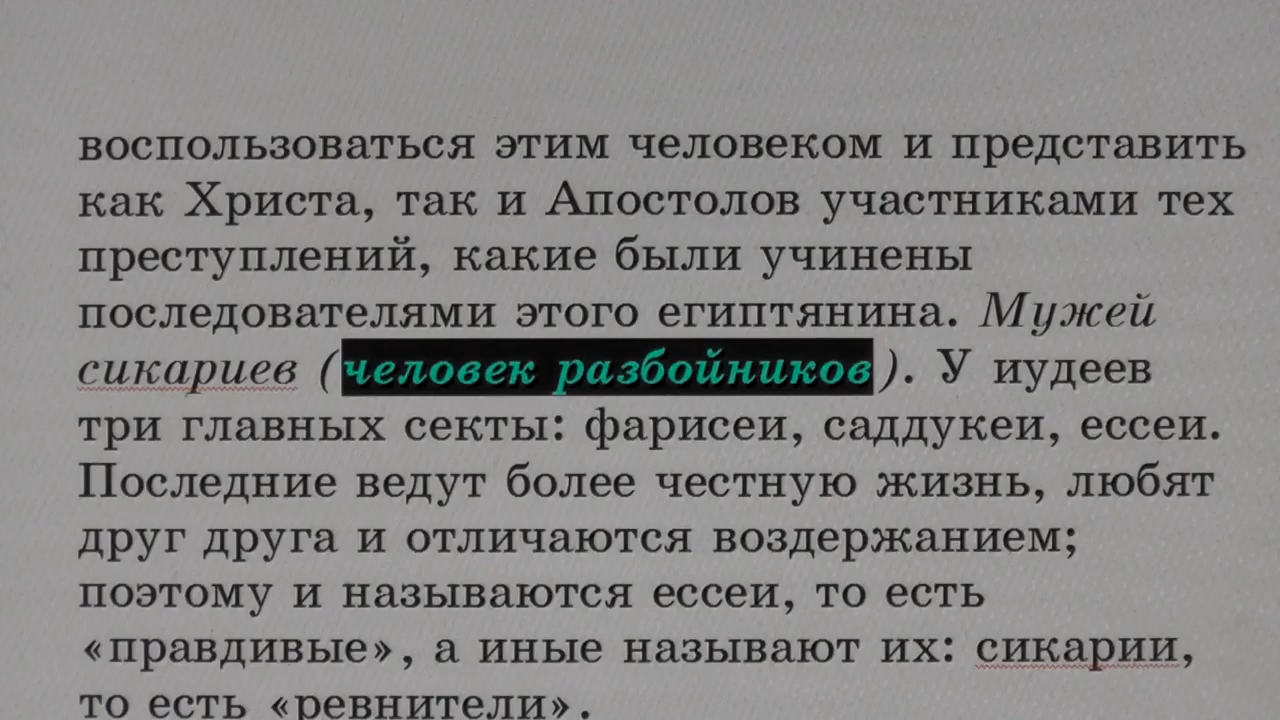 воспользоваться этим человеком и представить
как Христа, так и Апостолов участниками тех
преступлений, какие были учинены
последователями этого египтянина. Мужей
сикариев (человек разбойников). У иудеев
три главных секты: фарисеи, саддукеи, ессеи.
Последние ведут более честную жизнь, любят
друг друга и отличаются воздержанием;
поэтому и называются ессеи, то есть
«правдивые», а иные называют их: сикарии,
то есть «ревнители».